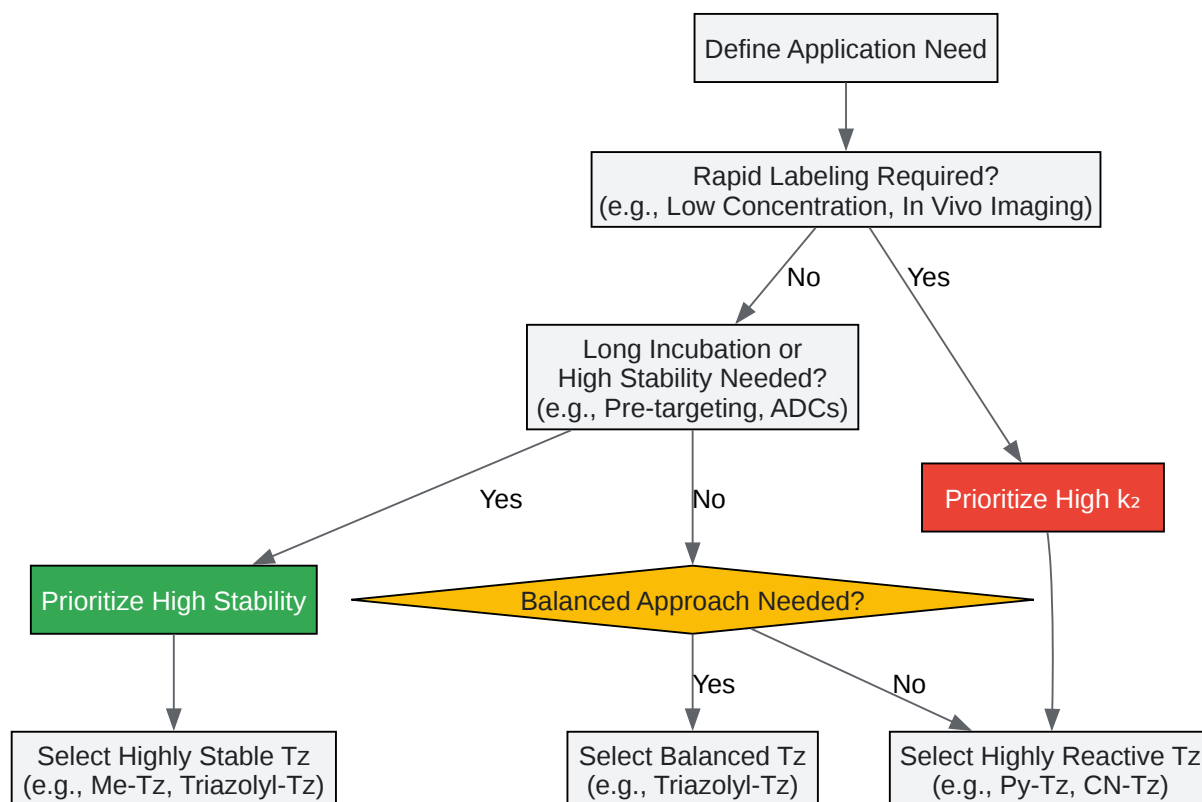 Define Application Need
Rapid Labeling Required?
(e.g., Low Concentration, In Vivo Imaging)
No
Yes
Long Incubation or
High Stability Needed?
(e.g., Pre-targeting, ADCs)
Prioritize High k₂
Yes
No
Prioritize High Stability
Balanced Approach Needed?
Yes
No
Select Highly Stable Tz
(e.g., Me-Tz, Triazolyl-Tz)
Select Balanced Tz
(e.g., Triazolyl-Tz)
Select Highly Reactive Tz
(e.g., Py-Tz, CN-Tz)